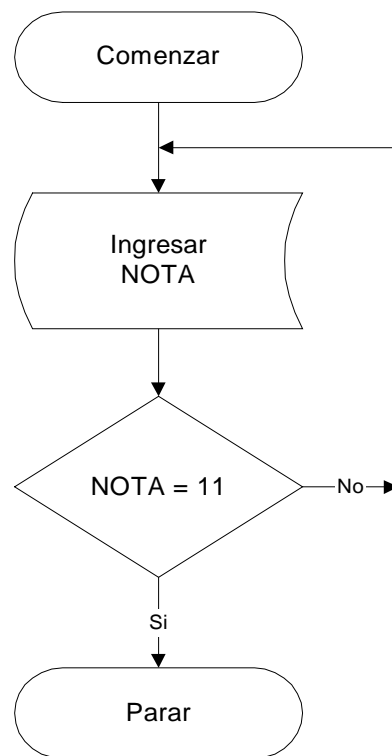 Comenzar
Ingresar
NOTA
NOTA = 11
No
Si
Parar